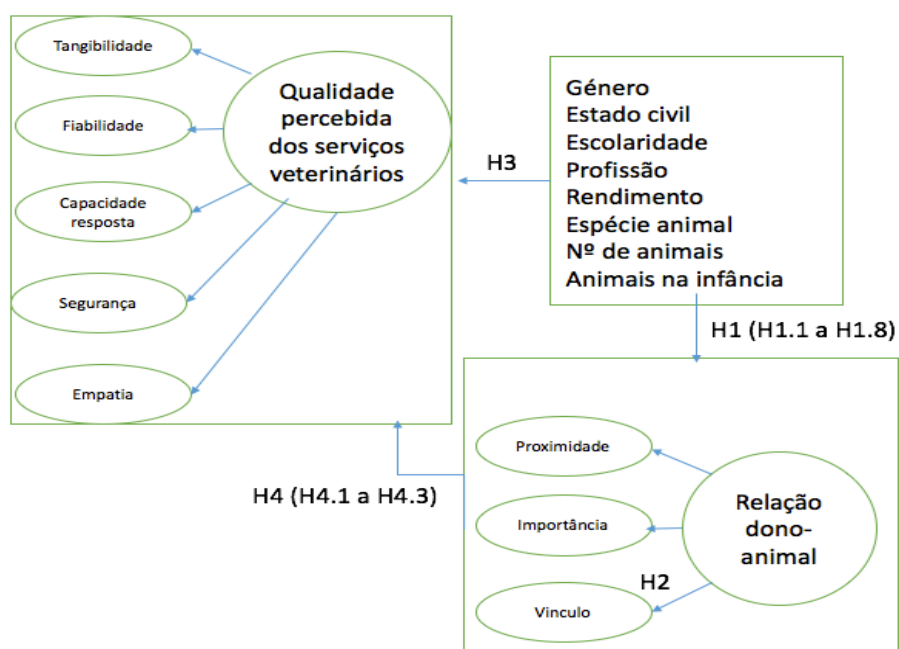 Tangibilidade
Fiabilidade
Capacidade
resposta
Segurança
Empatia
Qualidade
percebida
dos serviços
veterinários
H3
Género
Estado civil
Escolaridade
Profissão
Rendimento
Espécie animal
Nº de animais
Animais na infância
H1 (H1.1 a H1.8)
H4 (H4.1 a H4.3)
Proximidade
Importância
H2
Vinculo
Relação
dono-
animal